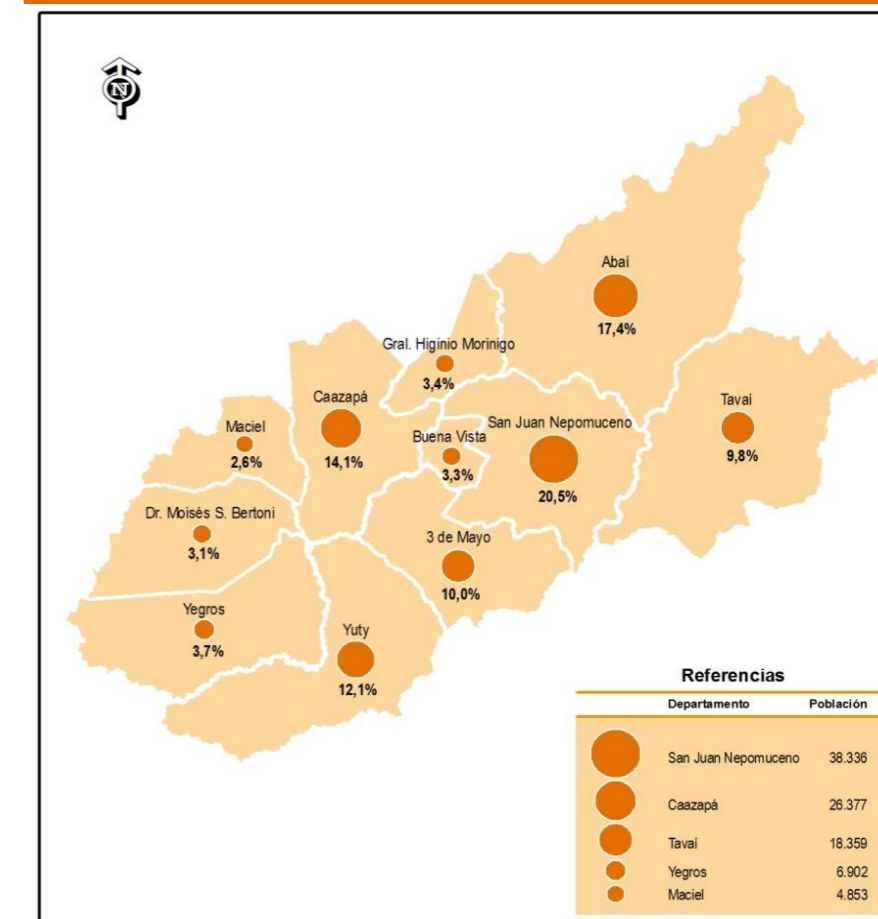 N
Abaí
17,4%
Gral. Higinio Morinigo
3,4%
Caazapá
14,1%
Tavaí
9,8%
Maciel
2,6%
Buena Vista
3,3%
San Juan Nepomuceno
20,5%
Dr. Moisés S. Bertoni
3,1%
3 de Mayo
10,0%
Yegros
3,7%
Yuty
12,1%
Referencias
Departamento Población
San Juan Nepomuceno 38.336
Caazapá 26.377
Tavaí 18.359
Yegros 6.902
Maciel 4.853